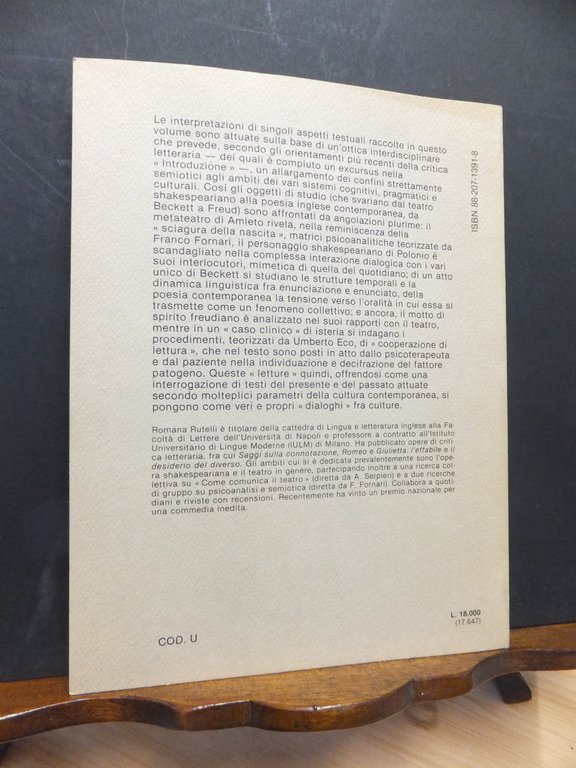 Le interpretazioni di singoli aspetti testuali raccolte in questo
volume sono attuate sulla base di un'ottica interdisciplinare
che prevede, secondo gli orientamenti piú recenti della critica
letteraria — dei quali è compiuto un excursus nella
« Introduzione » —, un allargamento dei confini strettamente
semiotici agli ambiti dei vari sistemi cognitivi, pragmatici e
culturali. Cosí gli oggetti di studio (che svariano dal teatro
shakespeariano alla poesia inglese contemporanea, da
Beckett a Freud) sono affrontati da angolazioni plurime: il
metateatro di Amleto rivela, nella reminiscenza della
« sciagura della nascita », matrici psicoanalitiche teorizzate da
Franco Fornari, il personaggio shakespeariano di Polonio è
scandagliato nella complessa interazione dialogica con i vari
suoi interlocutori, mimetica di quella del quotidiano; di un atto
unico di Beckett si studiano le strutture temporali e la
dinamica linguistica fra enunciazione e enunciato, della
poesia contemporanea la tensione verso l'oralità in cui essa si
trasmette come un fenomeno collettivo; e ancora, il motto di
spirito freudiano è analizzato nei suoi rapporti con il teatro,
mentre in un « caso clinico » di isteria si indagano i
procedimenti, teorizzati da Umberto Eco, di « cooperazione di
lettura », che nel testo sono posti in atto dallo psicoterapeuta
e dal paziente nella individuazione e decifrazione del fattore
patogeno. Queste « letture » quindi, offrendosi come una
interrogazione di testi del presente e del passato attuate
secondo molteplici parametri della cultura contemporanea, si
pongono come veri e propri « dialoghi » fra culture.
Romana Rutelli è titolare della cattedra di Lingua e letteratura inglese alla Fa-
coltà di Lettere dell'Università di Napoli e professore a contratto all'Istituto
Universitario di Lingue Moderne (IULM) di Milano. Ha pubblicato opere di criti-
ca letteraria, fra cui Saggi sulla connotazione, Romeo e Giulietta: l'effabile e Il
desiderio del diverso. Gli ambiti cui si è dedicata prevalentemente sono l'ope-
ra shakespeariana e il teatro in genere, partecipando inoltre a una ricerca col-
lettiva su « Come comunica il teatro » (diretta da A. Serpieri) e a due ricerche
di gruppo su psicoanalisi e semiotica (diretta da F. Fornari). Collabora a quoti-
diani e riviste con recensioni. Recentemente ha vinto un premio nazionale per
una commedia inedita.
ISBN 88-207-1391-8
L. 18.000
(17.647)
COD. U